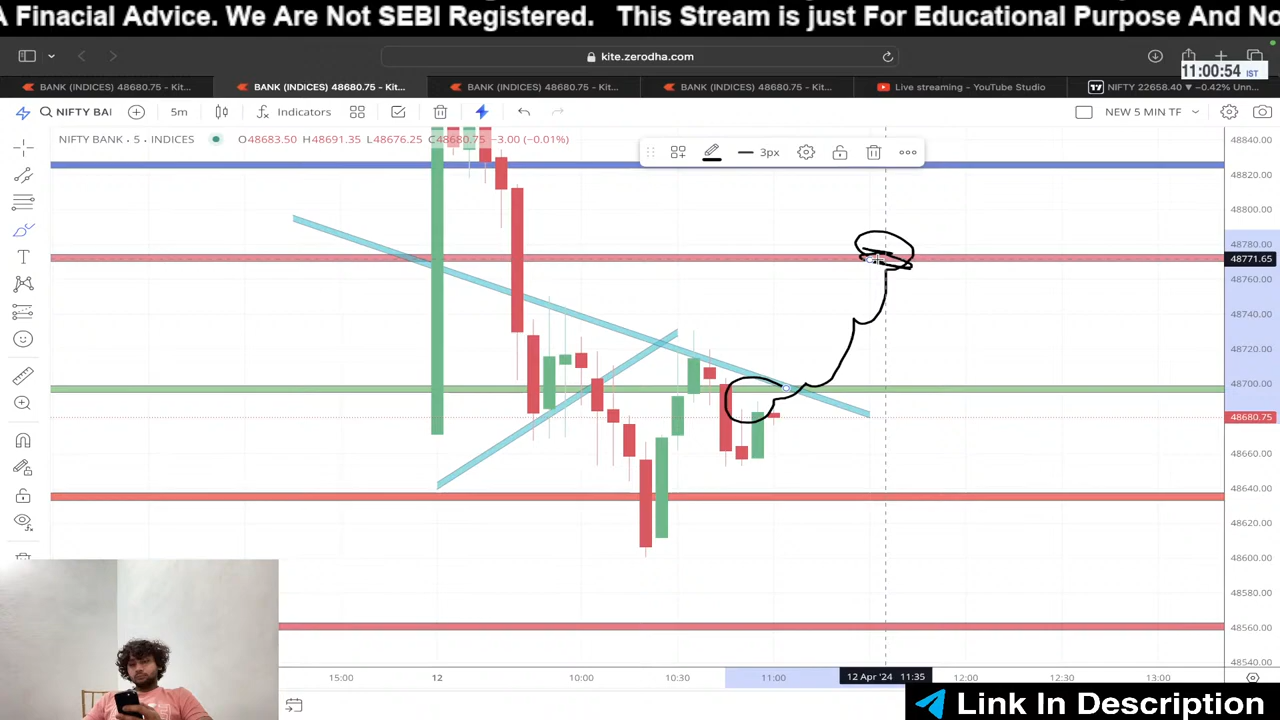 A Finacial Advice. We Are Not SEBI Registered. This Stream is just For Educational Purpose And No
kite.zerodha.com
11:00:54 IST
BANK (INDICES) 48680.75 - Kit...
BANK (INDICES) 48680.75 - Kit...
BANK (INDICES) 48680.75 - Kit...
BANK (INDICES) 48680.75 - Kit...
Live streaming - YouTube Studio
NIFTY 22658.40 ▼ −0.42% Unn...
NIFTY BAI
5m
Indicators
NEW 5 MIN TF
NIFTY BANK · 5 · INDICES
O48683.50 H48691.35 L48676.25 C48680.75 −3.00 (−0.01%)
3px
48840.00
48820.00
48800.00
48780.00
48771.65
48760.00
48740.00
48720.00
48700.00
48680.75
48660.00
48640.00
48620.00
48600.00
48580.00
48560.00
48540.00
15:00
12
10:00
10:30
11:00
12 Apr '24 11:35
12:00
12:30
13:00
Link In Description